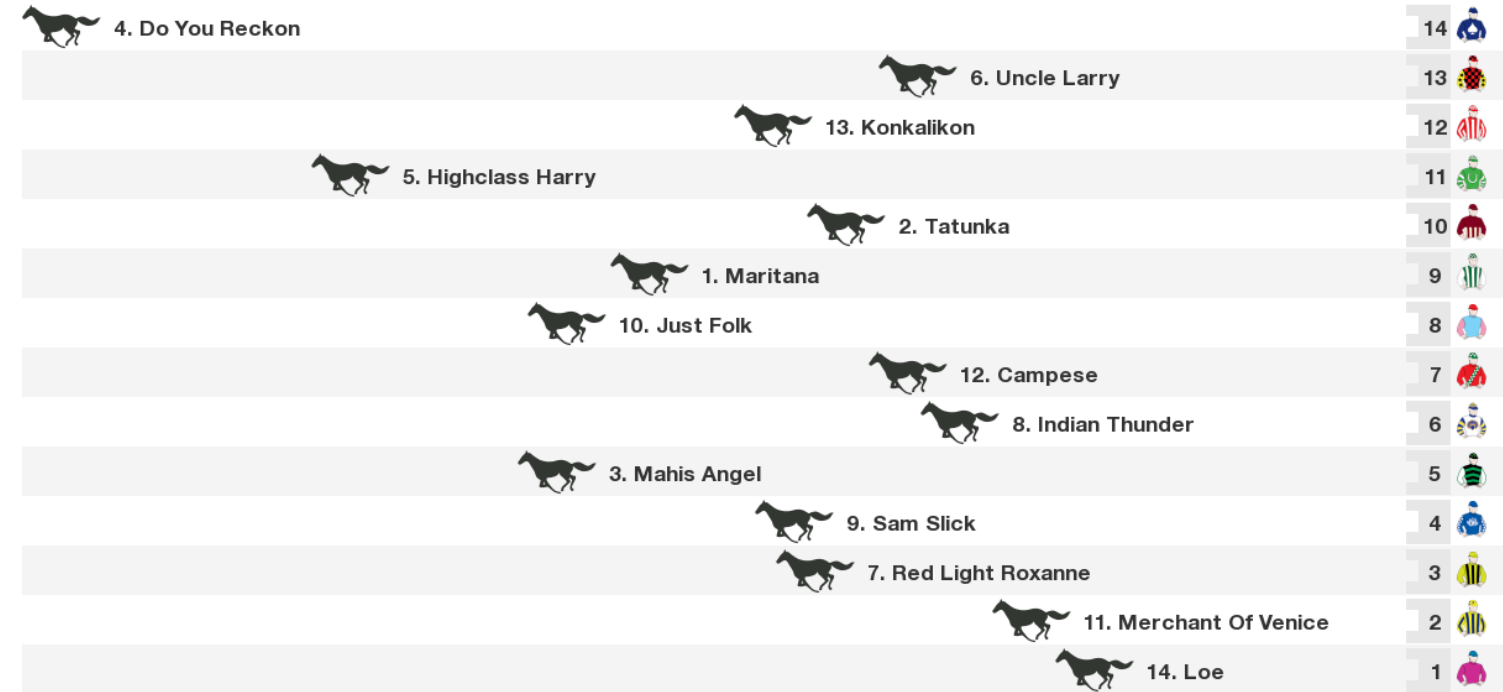 4. Do You Reckon 14
6. Uncle Larry 13
13. Konkalikon 12
5. Highclass Harry 11
2. Tatunka 10
1. Maritana 9
10. Just Folk 8
12. Campese 7
8. Indian Thunder 6
3. Mahis Angel 5
9. Sam Slick 4
7. Red Light Roxanne 3
11. Merchant Of Venice 2
14. Loe 1